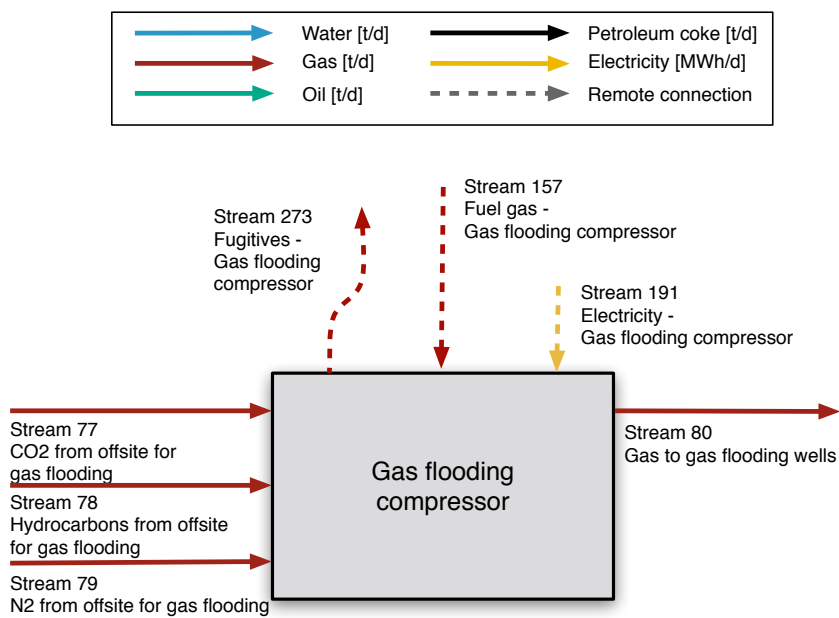 Water [t/d]
Petroleum coke [t/d]
Gas [t/d]
Electricity [MWh/d]
Oil [t/d]
Remote connection
Stream 273
Fugitives -
Gas flooding
compressor
Stream 157
Fuel gas -
Gas flooding compressor
Stream 191
Electricity -
Gas flooding compressor
Stream 77
CO2 from offsite for
gas flooding
Stream 78
Hydrocarbons from offsite
for gas flooding
Stream 79
N2 from offsite for gas flooding
Gas flooding
compressor
Stream 80
Gas to gas flooding wells